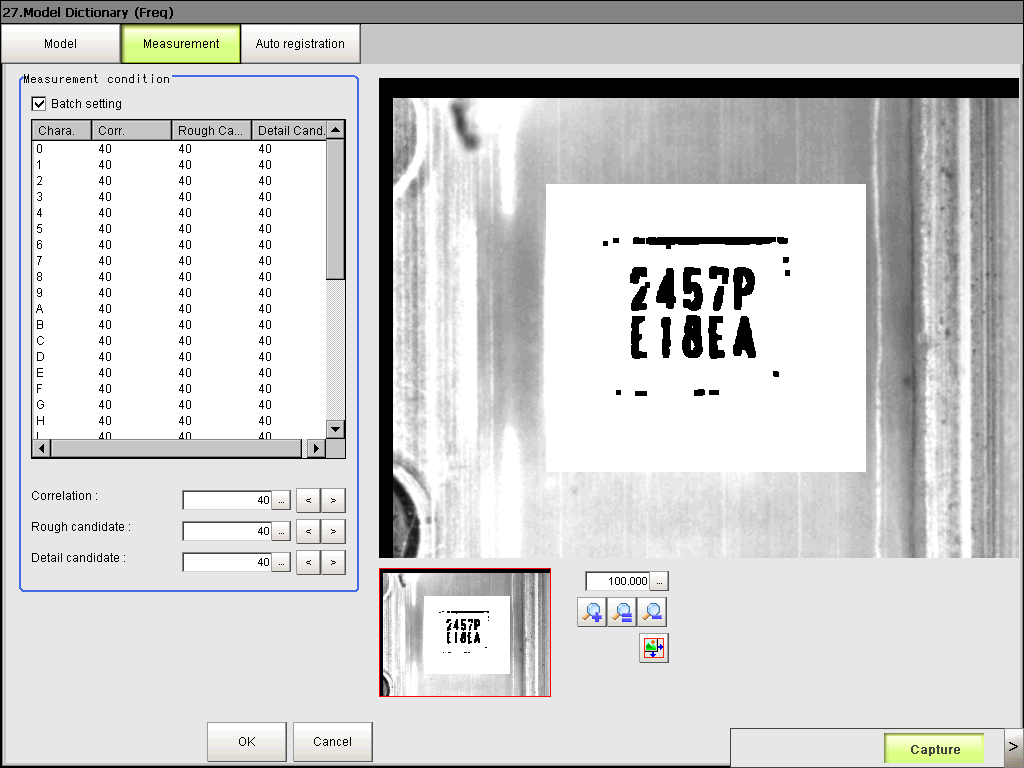 27.Model Dictionary (Freq)
Model Measurement Auto registration
Measurement condition
Batch setting
Chara. Corr. Rough Ca... Detail Cand.
0 40 40 40
1 40 40 40
2 40 40 40
3 40 40 40
4 40 40 40
5 40 40 40
6 40 40 40
7 40 40 40
8 40 40 40
9 40 40 40
A 40 40 40
B 40 40 40
C 40 40 40
D 40 40 40
E 40 40 40
F 40 40 40
G 40 40 40
H 40 40 40
I 40 40 40
Correlation : 40 ... < >
Rough candidate : 40 ... < >
Detail candidate : 40 ... < >
OK Cancel
2457P
E18EA
2457P
E18EA
100.000 ...
Capture >